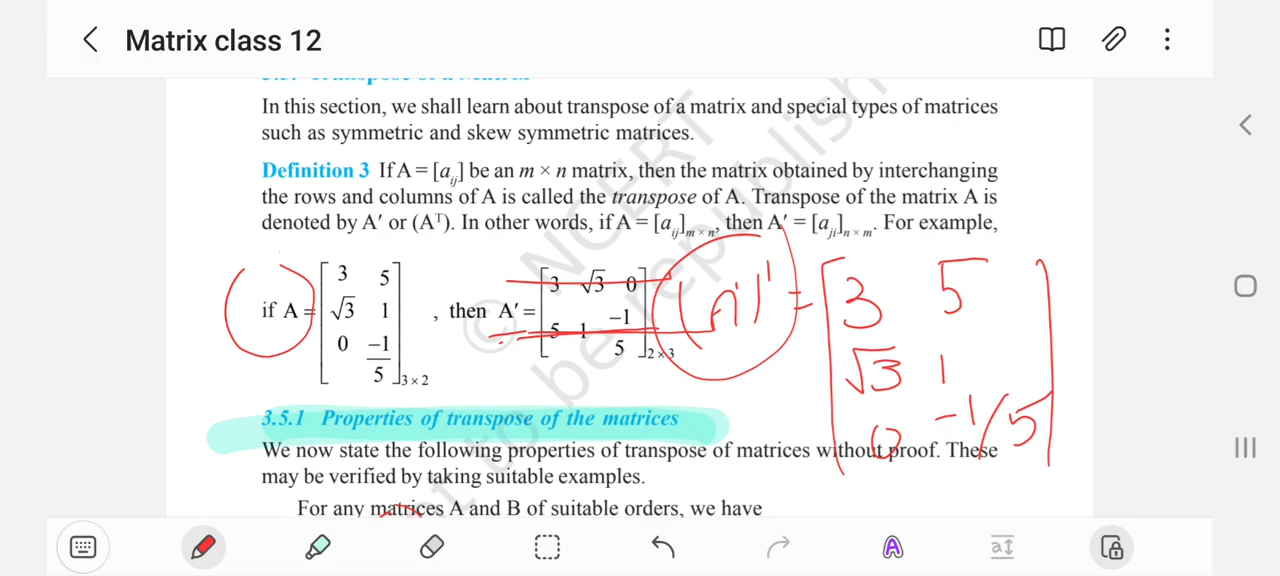 Matrix class 12
In this section, we shall learn about transpose of a matrix and special types of matrices
such as symmetric and skew symmetric matrices.
Definition 3 If A = [aij] be an m × n matrix, then the matrix obtained by interchanging
the rows and columns of A is called the transpose of A. Transpose of the matrix A is
denoted by A′ or (Aᵀ). In other words, if A = [aij]m × n, then A′ = [aji]n × m. For example,
if A = [3 5
√3 1
0 −1/5]3 × 2
, then A′ = [3 √3 0
5 1 −1/5]2 × 3
(A')' = [3 5
√3 1
0 -1/5]
3.5.1 Properties of transpose of the matrices
We now state the following properties of transpose of matrices without proof. These
may be verified by taking suitable examples.
For any matrices A and B of suitable orders, we have
© NCERT
not to be republish
A
a